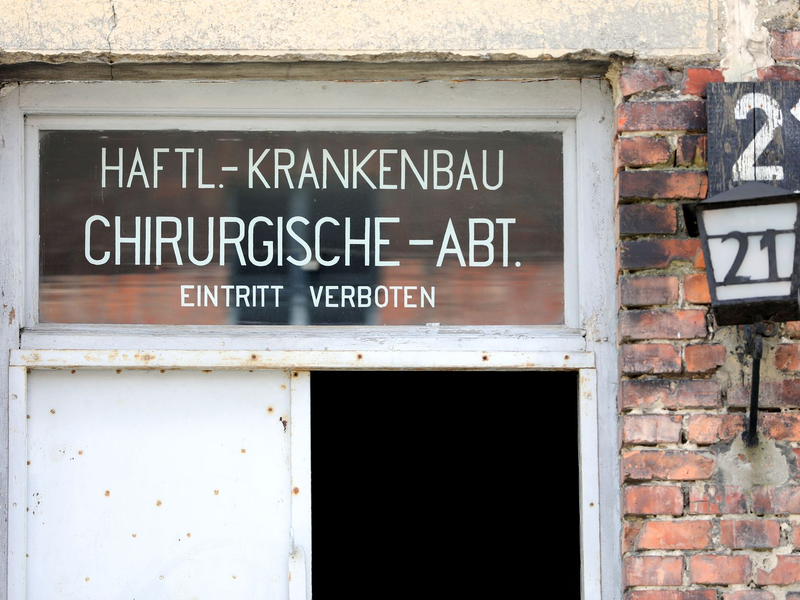 HAFTL.-KRANKENBAU
CHIRURGISCHE-ABT.
EINTRITT VERBOTEN
21